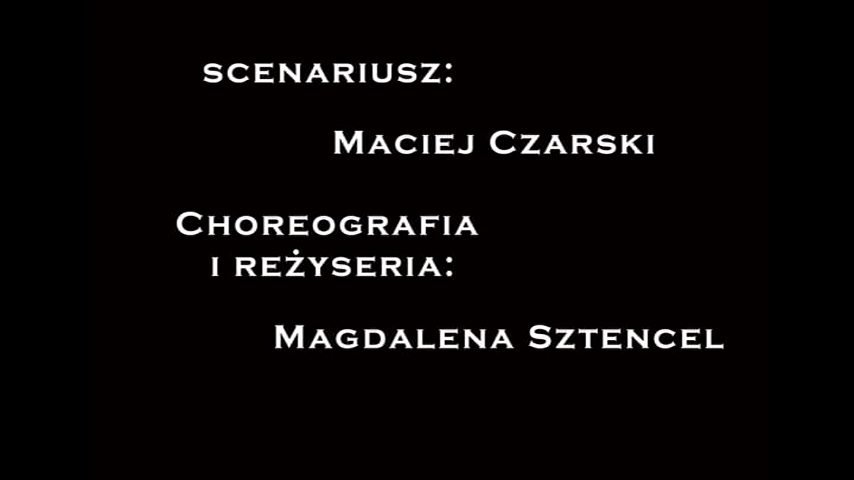 SCENARIUSZ:
MACIEJ CZARSKI
CHOREOGRAFIA
I REŻYSERIA:
MAGDALENA SZTENCEL